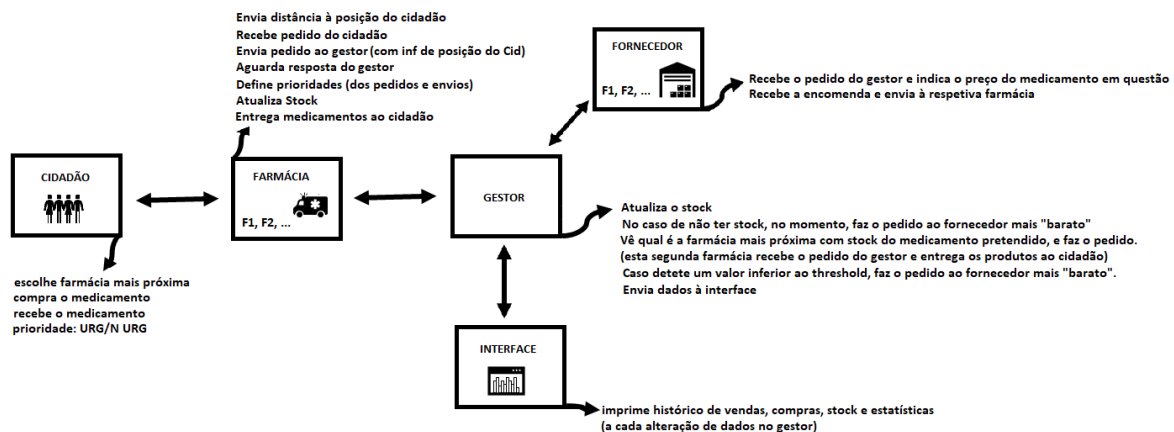 Envia distância à posição do cidadão
Recebe pedido do cidadão
Envia pedido ao gestor (com inf de posição do Cid)
Aguarda resposta do gestor
Define prioridades (dos pedidos e envios)
Atualiza Stock
Entrega medicamentos ao cidadão
FORNECEDOR
F1, F2, ...
Recebe o pedido do gestor e indica o preço do medicamento em questão
Recebe a encomenda e envia à respetiva farmácia
CIDADÃO
FARMÁCIA
F1, F2, ...
GESTOR
Atualiza o stock
No caso de não ter stock, no momento, faz o pedido ao fornecedor mais "barato"
Vê qual é a farmácia mais próxima com stock do medicamento pretendido, e faz o pedido.
(esta segunda farmácia recebe o pedido do gestor e entrega os produtos ao cidadão)
Caso detete um valor inferior ao threshold, faz o pedido ao fornecedor mais "barato".
Envia dados à interface
escolhe farmácia mais próxima
compra o medicamento
recebe o medicamento
prioridade: URG/N URG
INTERFACE
imprime histórico de vendas, compras, stock e estatísticas
(a cada alteração de dados no gestor)